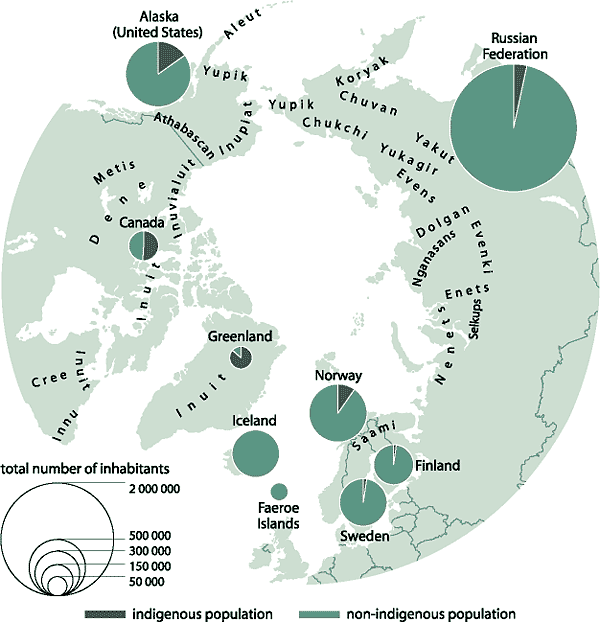 Alaska
(United States)
Aleut
Yupik
Russian
Federation
Koryak
Yupik
Chuvan
Chukchi
Yakut
Yukagir
Evens
Athabascan
Inupiat
Metis
Dene
Inuvialuit
Canada
Inuit
Dolgan
Nganasans
Evenki
Enets
Selkups
Nenets
Greenland
Inuit
Cree
Inuit
Innu
Norway
Saami
Iceland
Finland
Faeroe
Islands
Sweden
total number of inhabitants
2 000 000
500 000
300 000
150 000
50 000
indigenous population
non-indigenous population